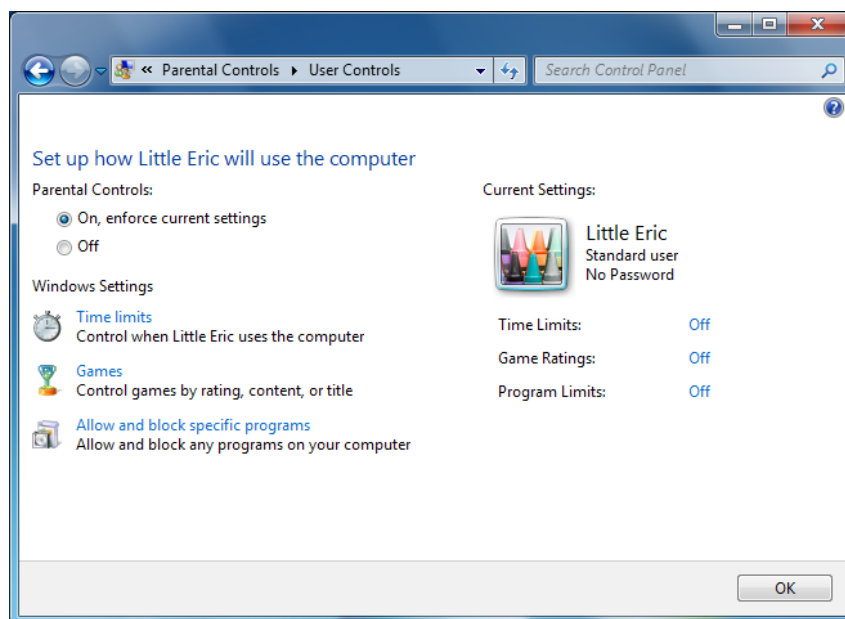 « Parental Controls ▸ User Controls
Search Control Panel
Set up how Little Eric will use the computer
Parental Controls:
On, enforce current settings
Off
Windows Settings
Time limits
Control when Little Eric uses the computer
Games
Control games by rating, content, or title
Allow and block specific programs
Allow and block any programs on your computer
Current Settings:
Little Eric
Standard user
No Password
Time Limits: Off
Game Ratings: Off
Program Limits: Off
OK